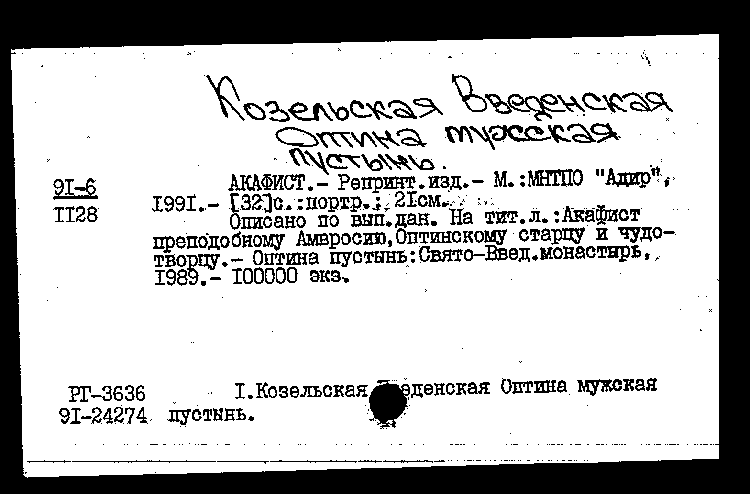 Козельская Введенская
Оптина мужская
пустынь.
9I-6
II28
АКАФИСТ.- Репринт.изд.- М.:МНТПО "Адир",
I99I.- [32]с.:портр.; 2Iсм.
Описано по вып.дан. На тит.л.:Акафист
преподобному Амвросию,Оптинскому старцу и чудо-
творцу.- Оптина пустынь:Свято-Введ.монастырь,
I989.- I00000 экз.
РГ-3636
9I-24274
I.Козельская Введенская Оптина мужская
пустынь.